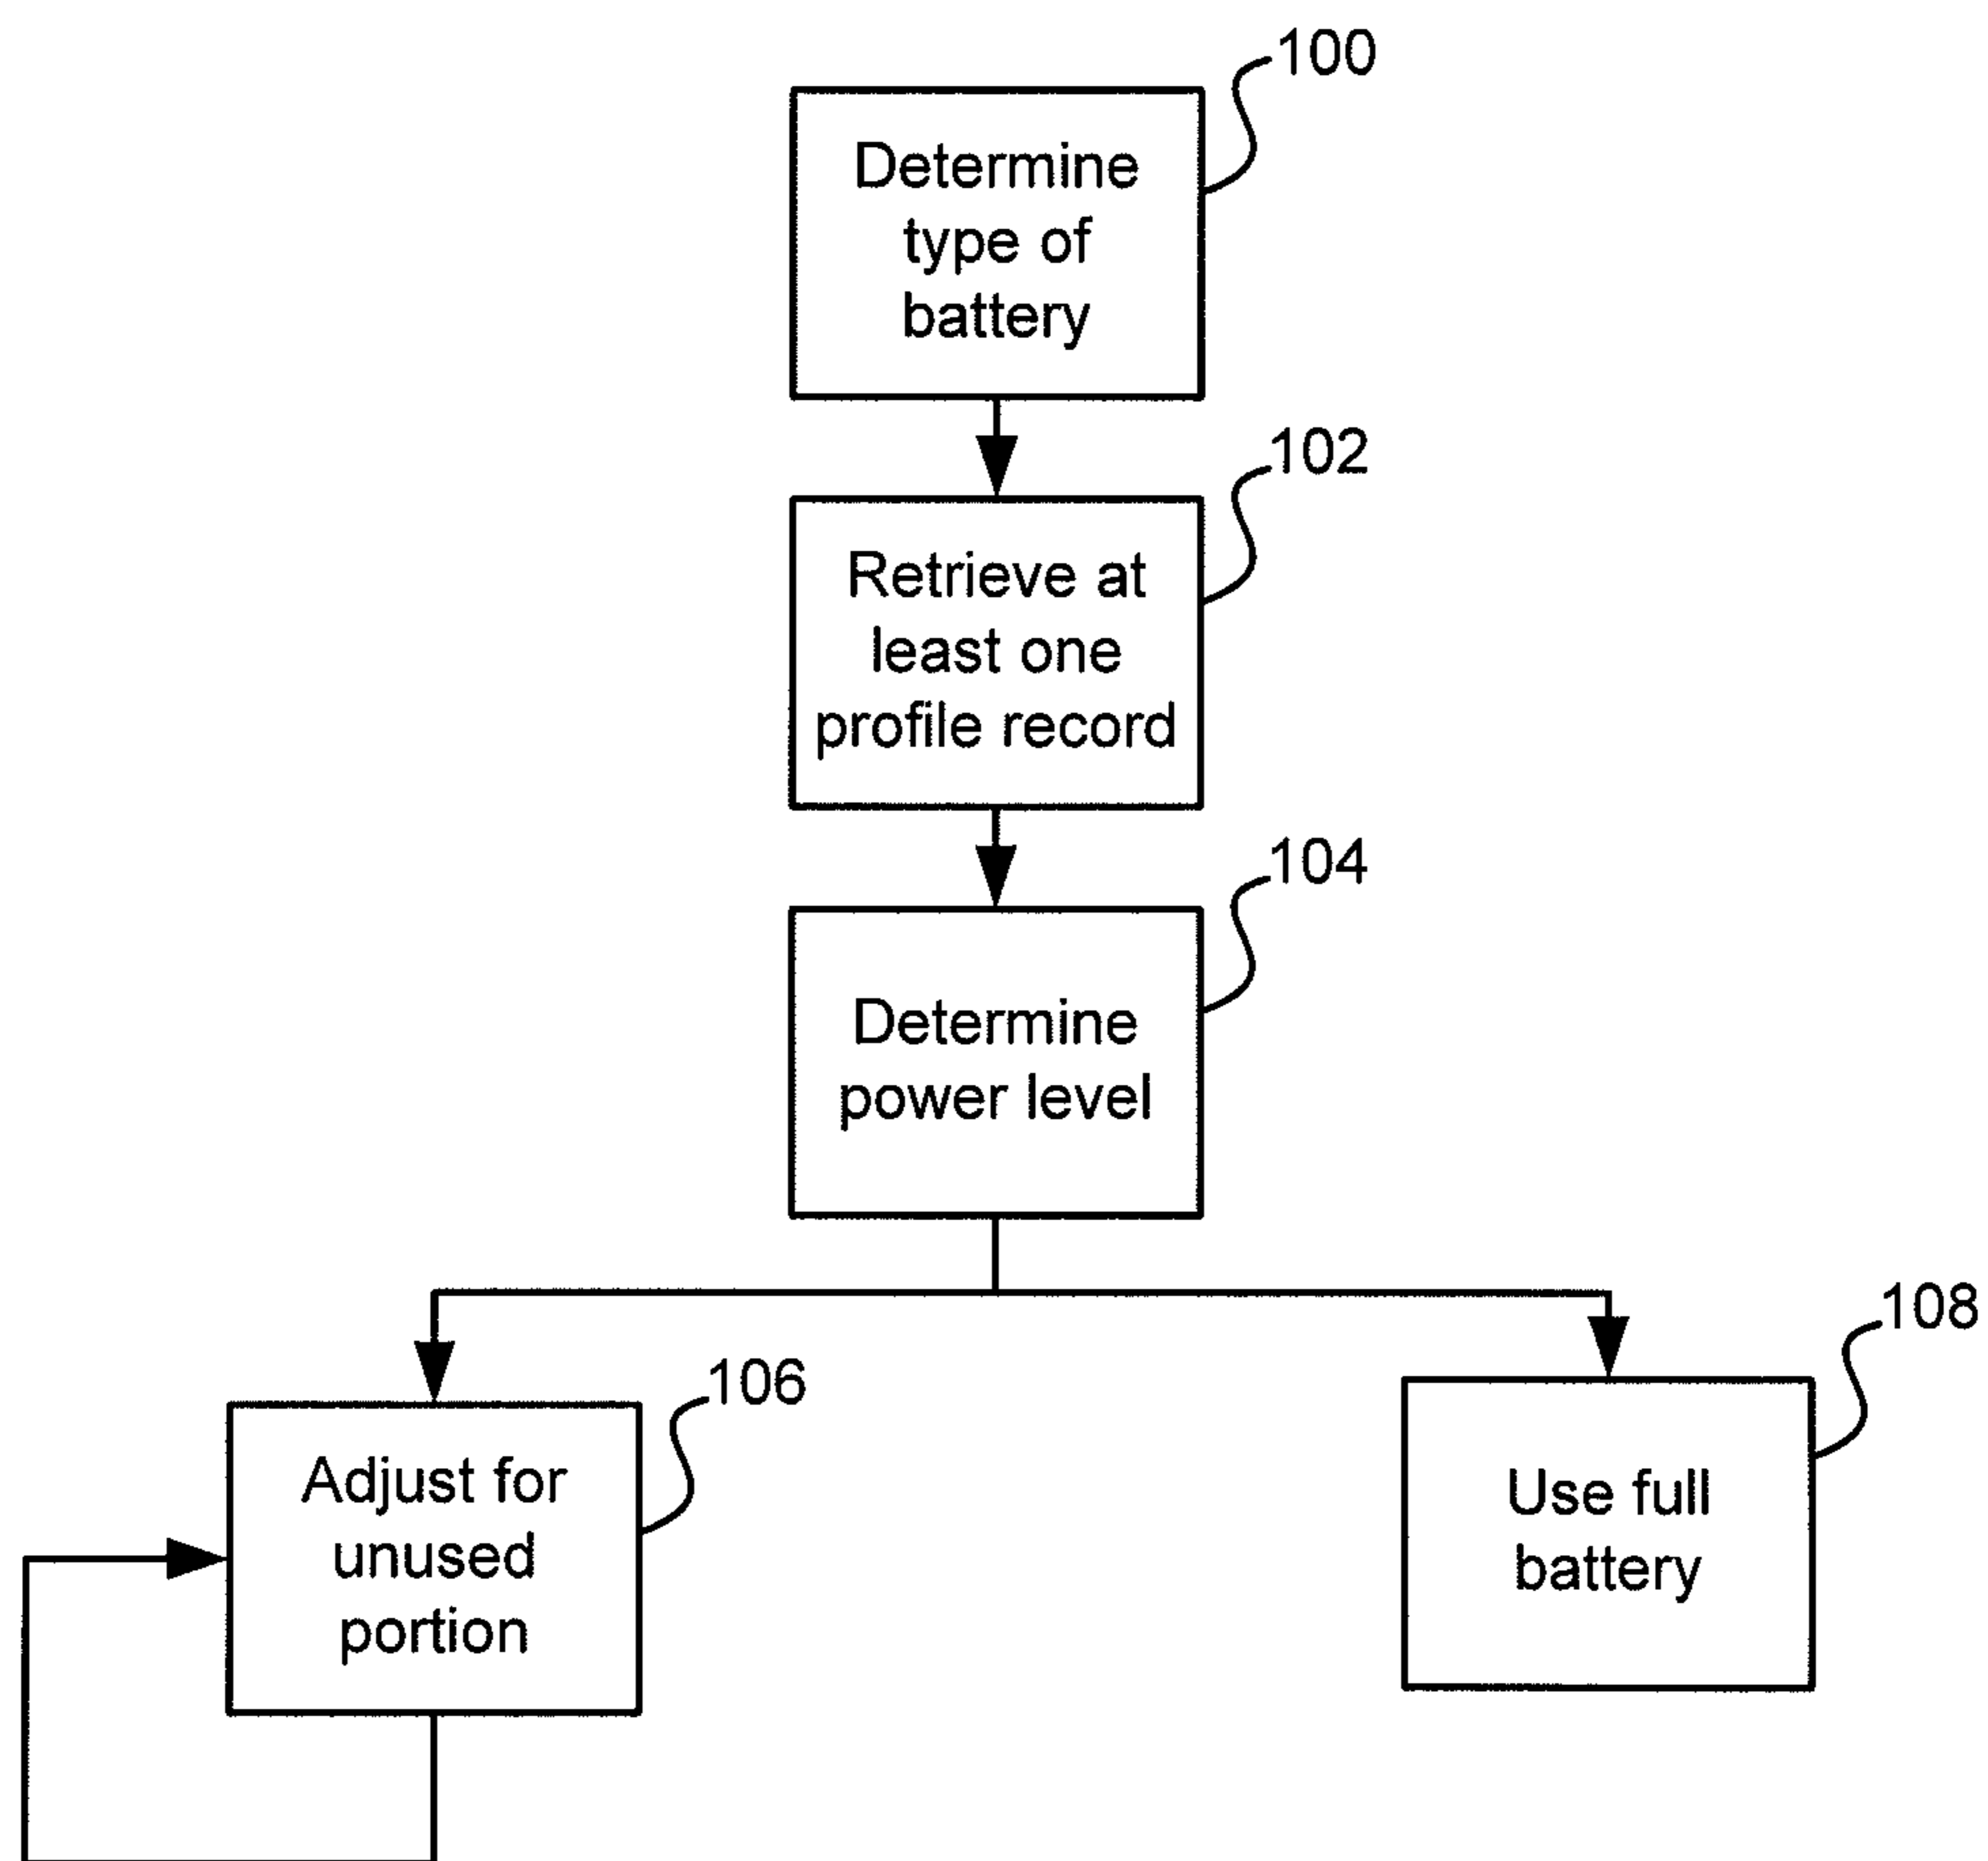 100
Determine
type of
battery
102
Retrieve at
least one
profile record
104
Determine
power level
106
Adjust for
unused
portion
108
Use full
battery